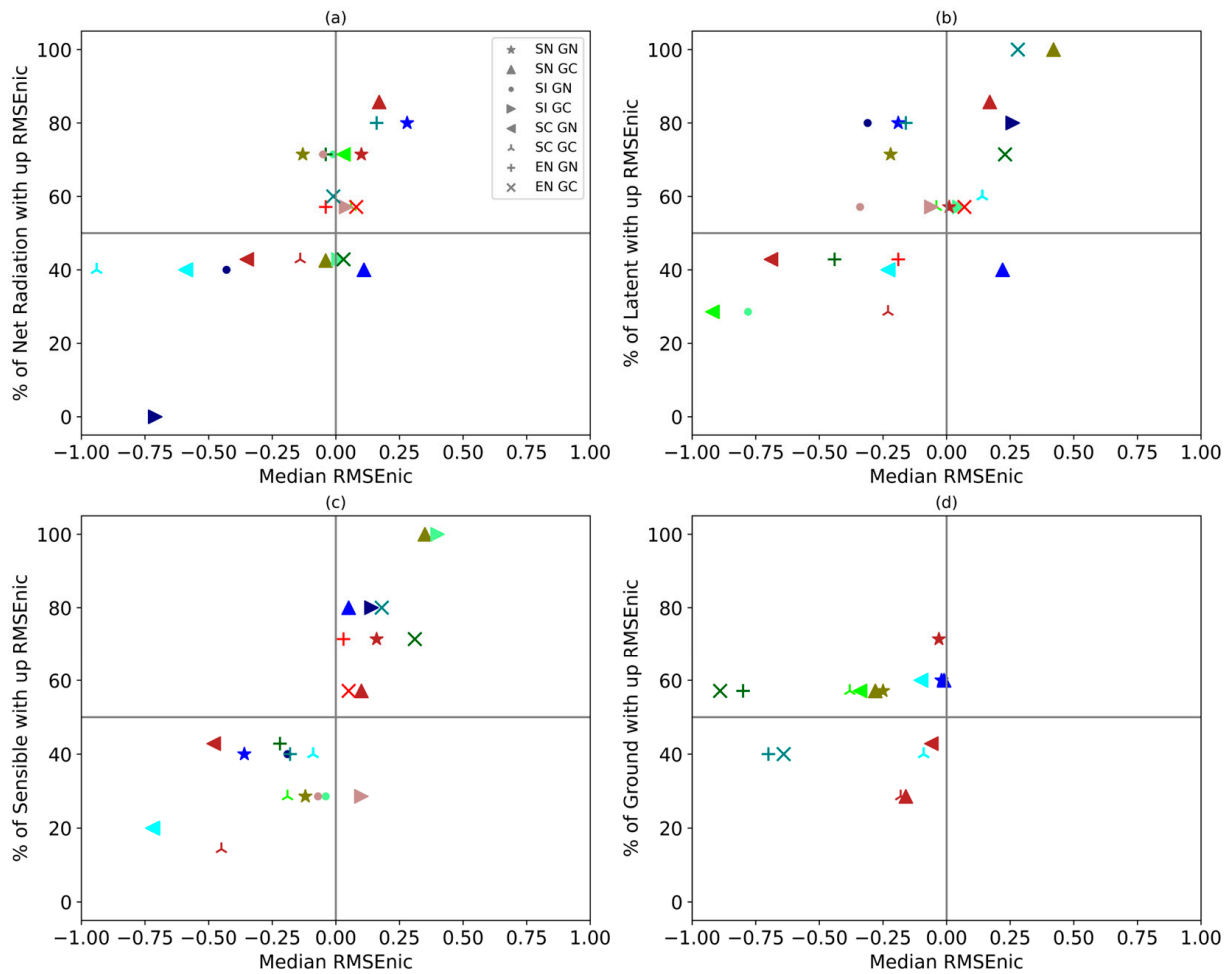 (a)
% of Net Radiation with up RMSEnic
100
80
60
40
20
0
SN GN
SN GC
SI GN
SI GC
SC GN
SC GC
EN GN
EN GC
−1.00 −0.75 −0.50 −0.25 0.00 0.25 0.50 0.75 1.00
Median RMSEnic
(b)
% of Latent with up RMSEnic
100
80
60
40
20
0
−1.00 −0.75 −0.50 −0.25 0.00 0.25 0.50 0.75 1.00
Median RMSEnic
(c)
% of Sensible with up RMSEnic
100
80
60
40
20
0
−1.00 −0.75 −0.50 −0.25 0.00 0.25 0.50 0.75 1.00
Median RMSEnic
(d)
% of Ground with up RMSEnic
100
80
60
40
20
0
−1.00 −0.75 −0.50 −0.25 0.00 0.25 0.50 0.75 1.00
Median RMSEnic